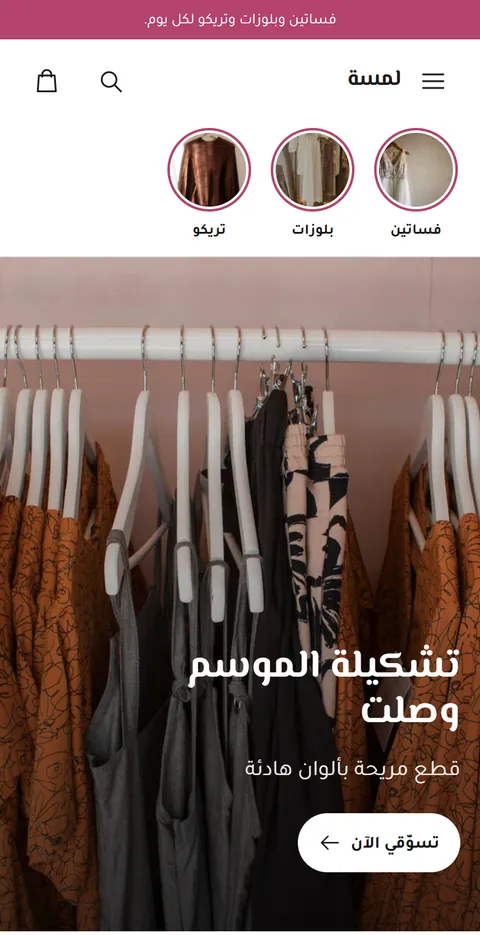 فساتين وبلوزات وتريكو لكل يوم.
لمسة
فساتين
بلوزات
تريكو
تشكيلة الموسم
وصلت
قطع مريحة بألوان هادئة
تسوّقي الآن